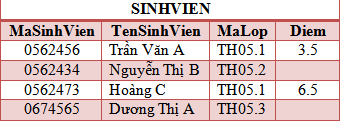 SINHVIEN
MaSinhVien TenSinhVien MaLop Diem
0562456 Trần Văn A TH05.1 3.5
0562434 Nguyễn Thị B TH05.2
0562473 Hoàng C TH05.1 6.5
0674565 Dương Thị A TH05.3